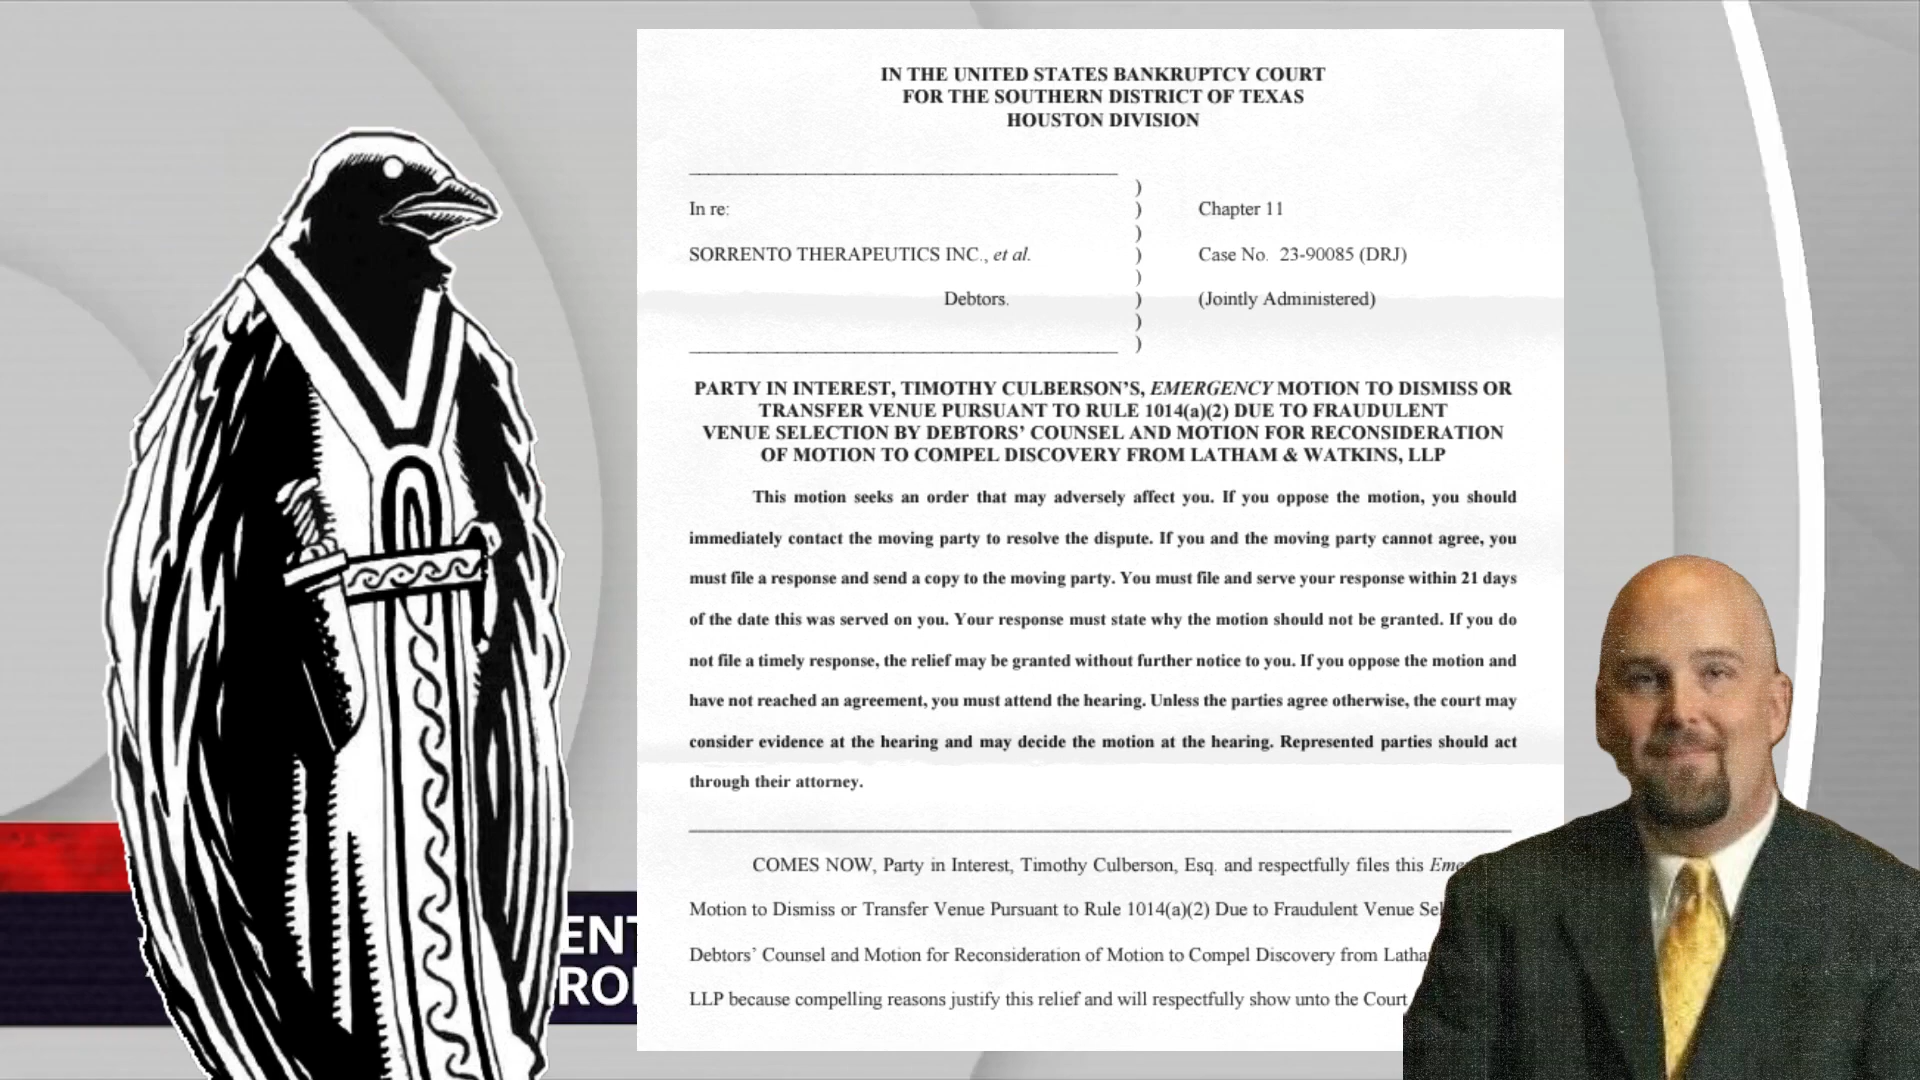 IN THE UNITED STATES BANKRUPTCY COURT
FOR THE SOUTHERN DISTRICT OF TEXAS
HOUSTON DIVISION
)
In re: ) Chapter 11
)
SORRENTO THERAPEUTICS INC., et al. ) Case No. 23-90085 (DRJ)
)
Debtors. ) (Jointly Administered)
)
)
PARTY IN INTEREST, TIMOTHY CULBERSON’S, EMERGENCY MOTION TO DISMISS OR
TRANSFER VENUE PURSUANT TO RULE 1014(a)(2) DUE TO FRAUDULENT
VENUE SELECTION BY DEBTORS’ COUNSEL AND MOTION FOR RECONSIDERATION
OF MOTION TO COMPEL DISCOVERY FROM LATHAM & WATKINS, LLP
This motion seeks an order that may adversely affect you. If you oppose the motion, you should
immediately contact the moving party to resolve the dispute. If you and the moving party cannot agree, you
must file a response and send a copy to the moving party. You must file and serve your response within 21 days
of the date this was served on you. Your response must state why the motion should not be granted. If you do
not file a timely response, the relief may be granted without further notice to you. If you oppose the motion and
have not reached an agreement, you must attend the hearing. Unless the parties agree otherwise, the court may
consider evidence at the hearing and may decide the motion at the hearing. Represented parties should act
through their attorney.
COMES NOW, Party in Interest, Timothy Culberson, Esq. and respectfully files this Eme
Motion to Dismiss or Transfer Venue Pursuant to Rule 1014(a)(2) Due to Fraudulent Venue Sel
Debtors’ Counsel and Motion for Reconsideration of Motion to Compel Discovery from Latha
LLP because compelling reasons justify this relief and will respectfully show unto the Court
ENT
RO